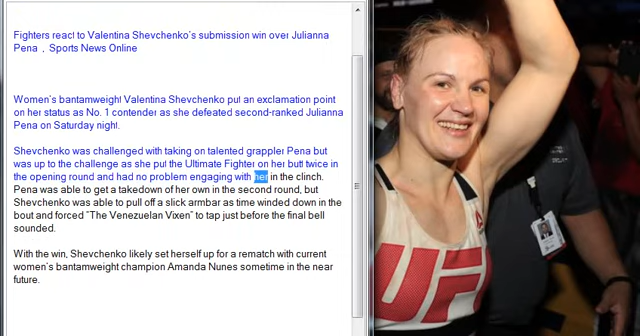 Fighters react to Valentina Shevchenko's submission win over Julianna
Pena , Sports News Online
Women's bantamweight Valentina Shevchenko put an exclamation point
on her status as No. 1 contender as she defeated second-ranked Julianna
Pena on Saturday night.
Shevchenko was challenged with taking on talented grappler Pena but
was up to the challenge as she put the Ultimate Fighter on her butt twice in
the opening round and had no problem engaging with her in the clinch.
Pena was able to get a takedown of her own in the second round, but
Shevchenko was able to pull off a slick armbar as time winded down in the
bout and forced "The Venezuelan Vixen" to tap just before the final bell
sounded.
With the win, Shevchenko likely set herself up for a rematch with current
women's bantamweight champion Amanda Nunes sometime in the near
future.
UFC